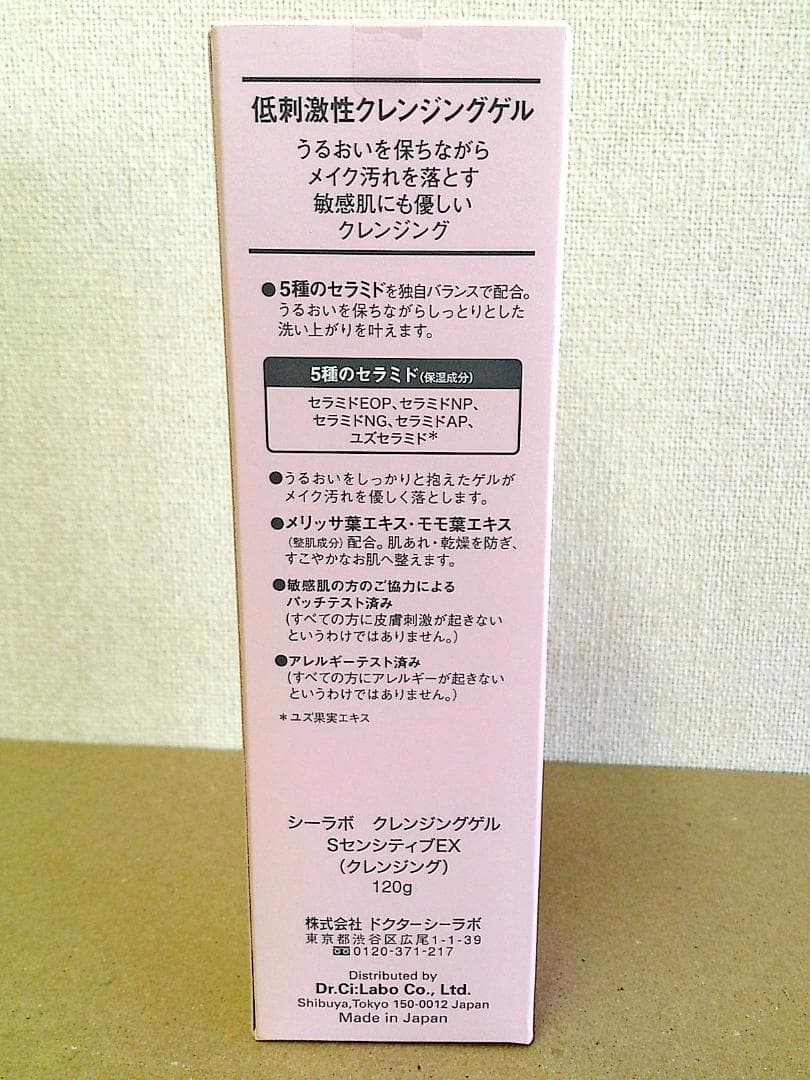 低刺激性クレンジングゲル
うるおいを保ちながら
メイク汚れを落とす
敏感肌にも優しい
クレンジング
●5種のセラミドを独自バランスで配合。
うるおいを保ちながらしっとりとした
洗い上がりを叶えます。
5種のセラミド(保湿成分)
セラミドEOP、セラミドNP、
セラミドNG、セラミドAP、
ユズセラミド*
●うるおいをしっかりと抱えたゲルが
メイク汚れを優しく落とします。
●メリッサ葉エキス・モモ葉エキス
(整肌成分)配合。肌あれ・乾燥を防ぎ、
すこやかなお肌へ整えます。
●敏感肌の方のご協力による
パッチテスト済み
(すべての方に皮膚刺激が起きない
というわけではありません。)
●アレルギーテスト済み
(すべての方にアレルギーが起きない
というわけではありません。)
*ユズ果実エキス
シーラボ クレンジングゲル
SセンシティブEX
(クレンジング)
120g
株式会社 ドクターシーラボ
東京都渋谷区広尾1-1-39
0120-371-217
Distributed by
Dr.Ci:Labo Co., Ltd.
Shibuya,Tokyo 150-0012 Japan
Made in Japan